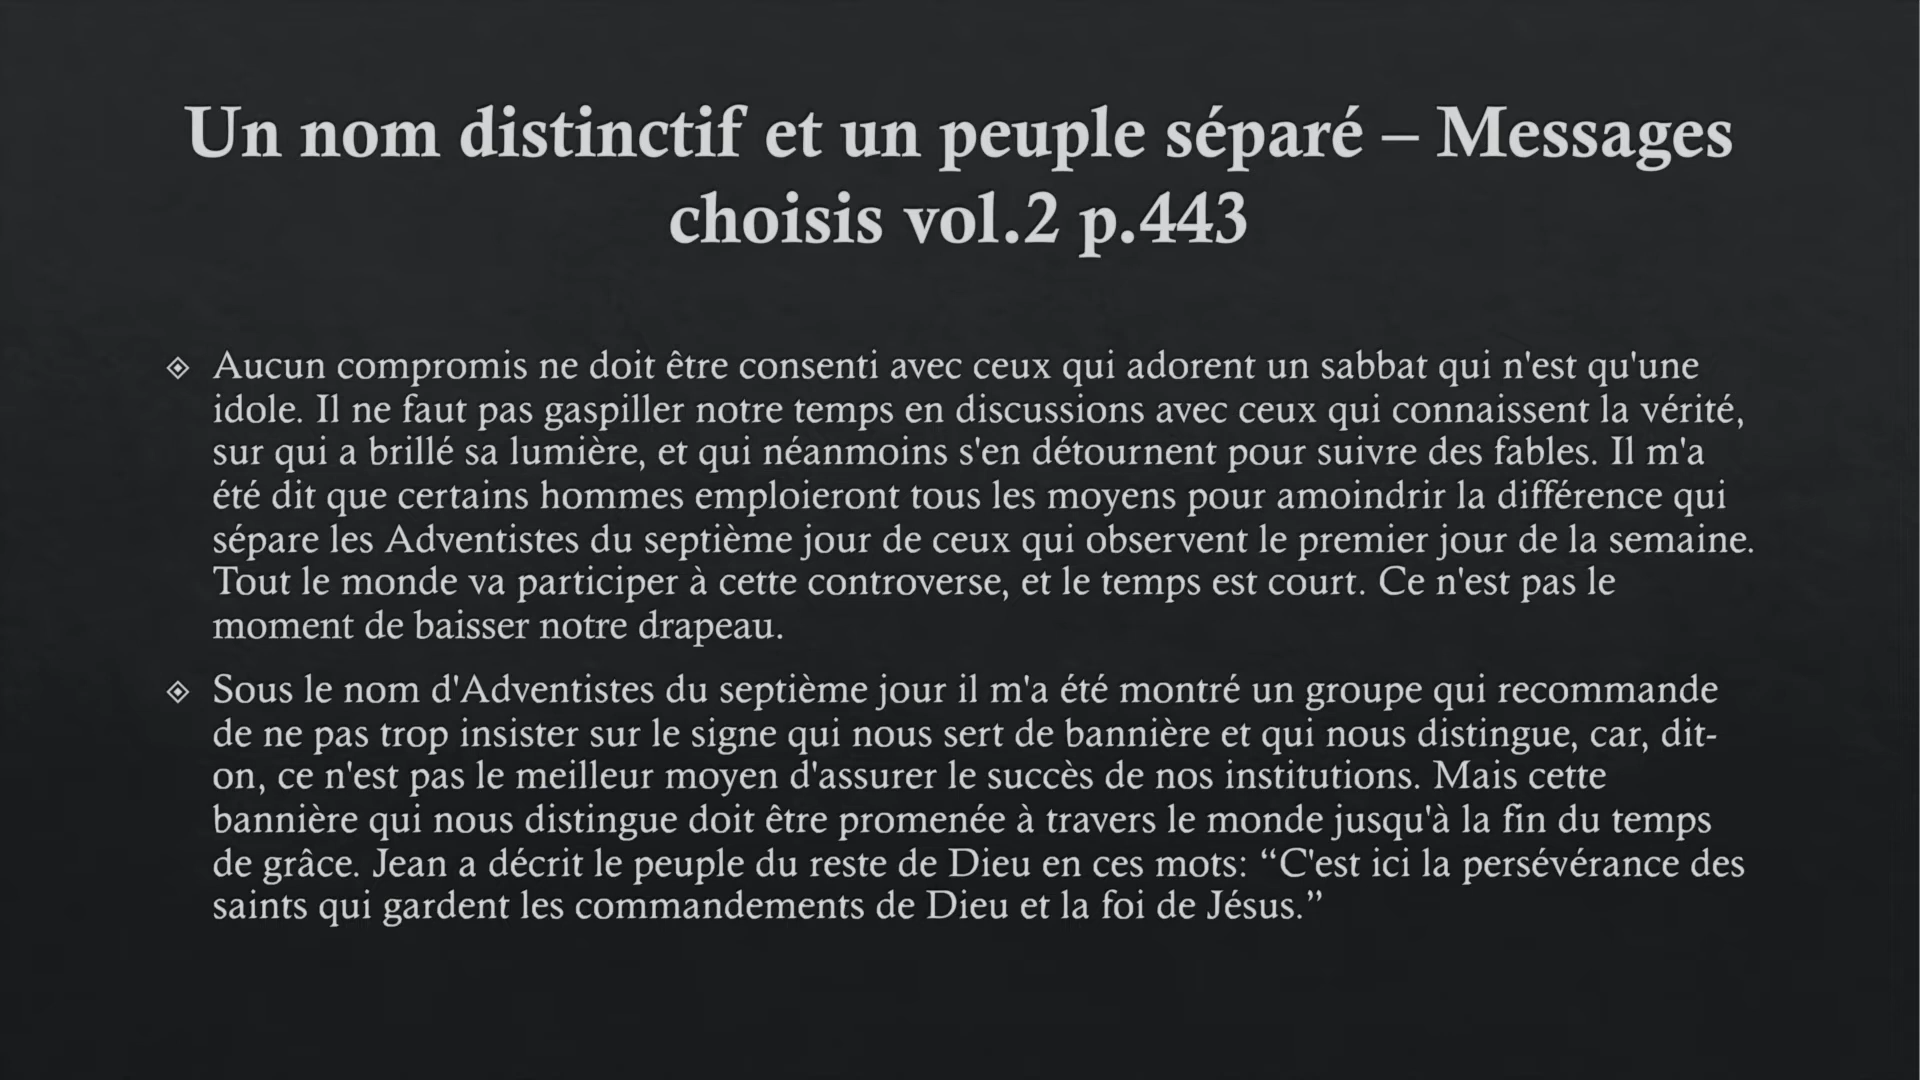 Un nom distinctif et un peuple séparé – Messages
choisis vol.2 p.443
Aucun compromis ne doit être consenti avec ceux qui adorent un sabbat qui n'est qu'une
idole. Il ne faut pas gaspiller notre temps en discussions avec ceux qui connaissent la vérité,
sur qui a brillé sa lumière, et qui néanmoins s'en détournent pour suivre des fables. Il m'a
été dit que certains hommes emploieront tous les moyens pour amoindrir la différence qui
sépare les Adventistes du septième jour de ceux qui observent le premier jour de la semaine.
Tout le monde va participer à cette controverse, et le temps est court. Ce n'est pas le
moment de baisser notre drapeau.
Sous le nom d'Adventistes du septième jour il m'a été montré un groupe qui recommande
de ne pas trop insister sur le signe qui nous sert de bannière et qui nous distingue, car, dit-
on, ce n'est pas le meilleur moyen d'assurer le succès de nos institutions. Mais cette
bannière qui nous distingue doit être promenée à travers le monde jusqu'à la fin du temps
de grâce. Jean a décrit le peuple du reste de Dieu en ces mots: “C'est ici la persévérance des
saints qui gardent les commandements de Dieu et la foi de Jésus.”